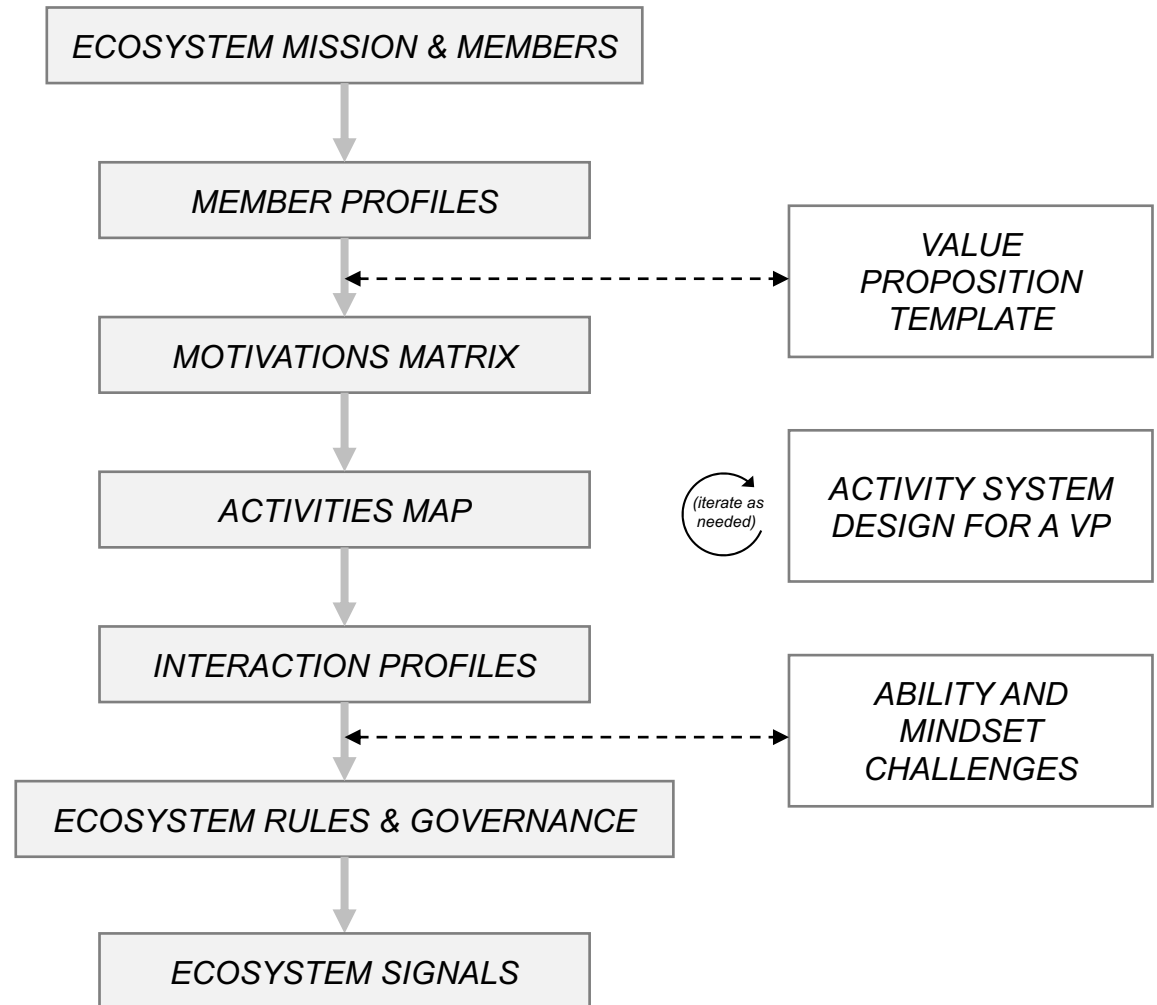 ECOSYSTEM MISSION & MEMBERS
MEMBER PROFILES
VALUE
PROPOSITION
TEMPLATE
MOTIVATIONS MATRIX
ACTIVITIES MAP
(iterate as
needed)
ACTIVITY SYSTEM
DESIGN FOR A VP
INTERACTION PROFILES
ABILITY AND
MINDSET
CHALLENGES
ECOSYSTEM RULES & GOVERNANCE
ECOSYSTEM SIGNALS